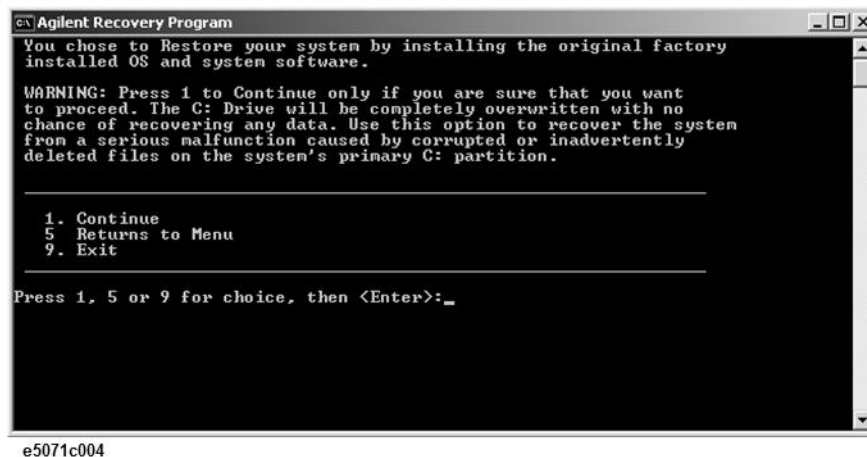 Agilent Recovery Program
You chose to Restore your system by installing the original factory
installed OS and system software.
WARNING: Press 1 to Continue only if you are sure that you want
to proceed. The C: Drive will be completely overwritten with no
chance of recovering any data. Use this option to recover the system
from a serious malfunction caused by corrupted or inadvertently
deleted files on the system's primary C: partition.
1. Continue
5 Returns to Menu
9. Exit
Press 1, 5 or 9 for choice, then <Enter>:_
e5071c004